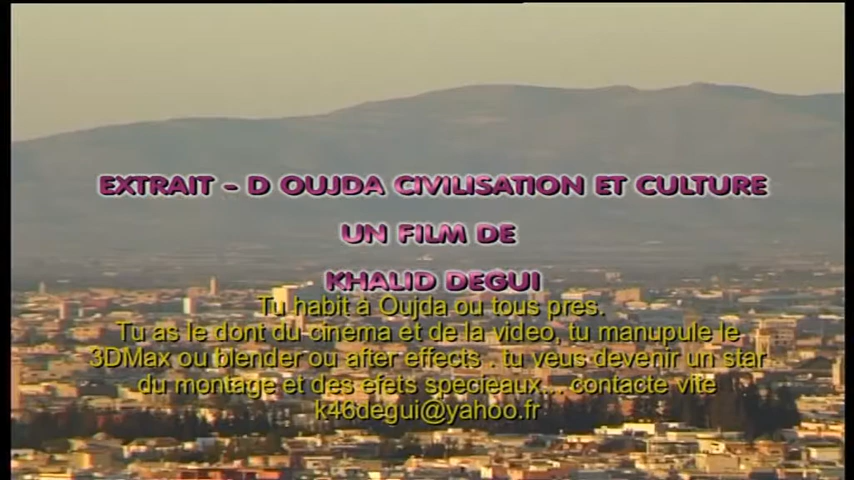 EXTRAIT - D OUJDA CIVILISATION ET CULTURE
UN FILM DE
KHALID DEGUI
Tu habit à Oujda ou tous pres.
Tu as le dont du cinéma et de la video, tu manupule le
3DMax ou blender ou after effects . tu veus devenir un star
du montage et des efets specieaux... contacte vite
k46degui@yahoo.fr